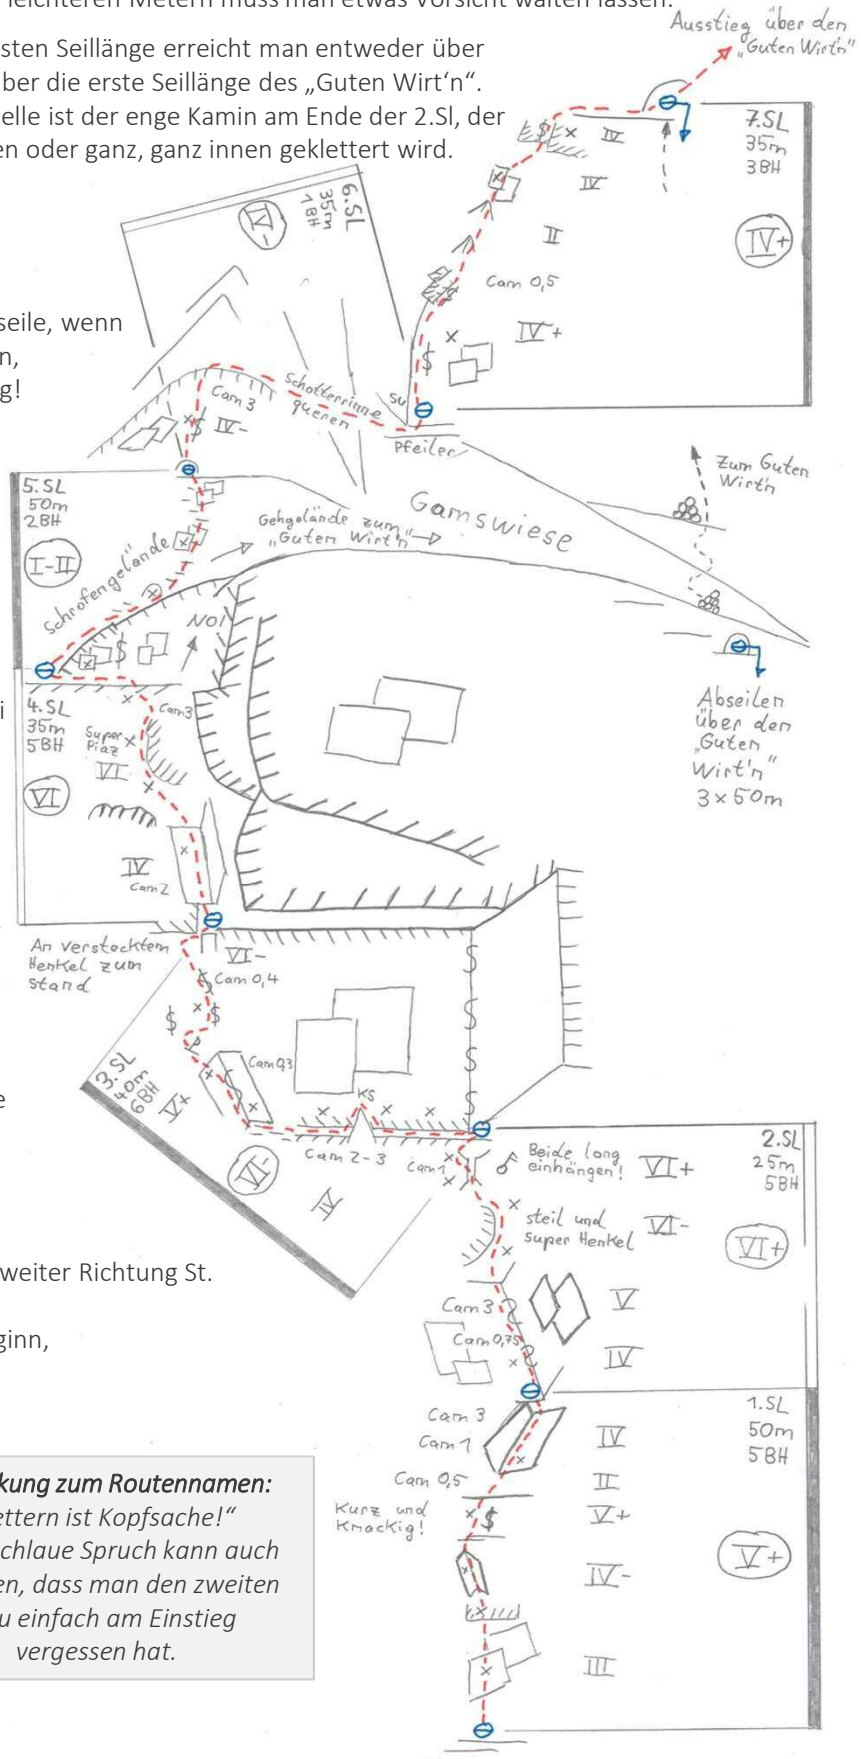 leichteren Metern muss man etwas Vorsicht walten lassen.
sten Seillänge erreicht man entweder über
ber die erste Seillänge des „Guten Wirt'n“.
elle ist der enge Kamin am Ende der 2.Sl, der
en oder ganz, ganz innen geklettert wird.
Ausstieg über den
„Guten Wirt'n"
7.SL
35m
3BH
IV+
IV
IV
II
Cam 0,5
IV+
6.SL
35m
1BH
IV-
seile, wenn
n,
g!
Schotterrinne
queren
SU
Pfeiler
Cam 3
IV-
Zum Guten
Wirt'n
Gamswiese
Gehgelände zum
„Guten Wirt'n"
5.SL
50m
2BH
I-II
Schrofengelände
NO!
Abseilen
über den
„Guten
Wirt'n"
3x50m
i
4.SL
35m
5BH
VI
Cam3
Super
Piaz
VI
IV
Cam2
An verstecktem
Henkel zum
stand
VI-
Cam 0,4
Cam 0,3
3.SL
40m
6BH
V+
VI-
IV
e
KS
Cam 2-3
Cam 1
2.SL
25m
5BH
VI+
Beide lang
einhängen!
VI+
steil und
super Henkel
VI-
Cam 3
V
Cam 0,75
IV
weiter Richtung St.
ginn,
1.SL
50m
5BH
V+
Cam 3
Cam 1
IV
Cam 0,5
II
Kurz und
Knackig!
V+
IV-
III
kung zum Routennamen:
ettern ist Kopfsache!“
chlaue Spruch kann auch
en, dass man den zweiten
u einfach am Einstieg
vergessen hat.